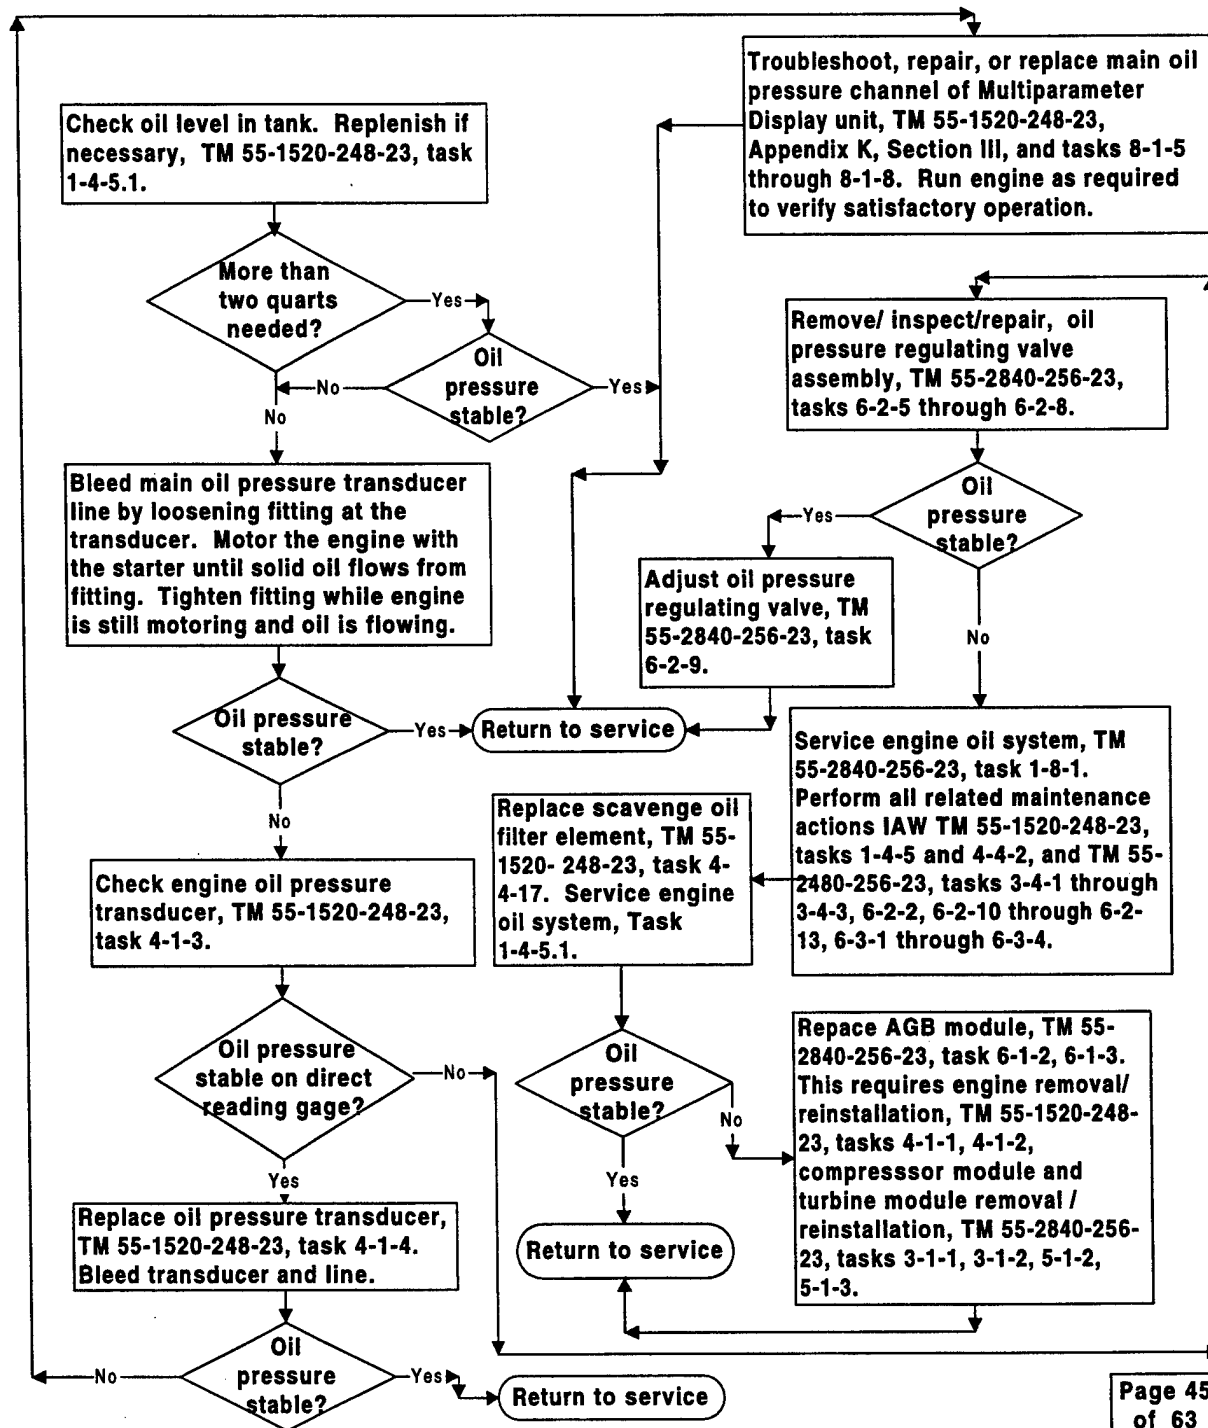 Troubleshoot, repair, or replace main oil
pressure channel of Multiparameter
Display unit, TM 55-1520-248-23,
Appendix K, Section III, and tasks 8-1-5
through 8-1-8. Run engine as required
to verify satisfactory operation.
Check oil level in tank. Replenish if
necessary, TM 55-1520-248-23, task
1-4-5.1.
More than
two quarts
needed?
Yes
Oil
pressure
stable?
No
Yes
No
Remove/ inspect/repair, oil
pressure regulating valve
assembly, TM 55-2840-256-23,
tasks 6-2-5 through 6-2-8.
Bleed main oil pressure transducer
line by loosening fitting at the
transducer. Motor the engine with
the starter until solid oil flows from
fitting. Tighten fitting while engine
is still motoring and oil is flowing.
Oil
pressure
stable?
Yes
No
Adjust oil pressure
regulating valve, TM
55-2840-256-23, task
6-2-9.
Oil pressure
stable?
Yes
Return to service
No
Service engine oil system, TM
55-2840-256-23, task 1-8-1.
Perform all related maintenance
actions IAW TM 55-1520-248-23,
tasks 1-4-5 and 4-4-2, and TM 55-
2480-256-23, tasks 3-4-1 through
3-4-3, 6-2-2, 6-2-10 through 6-2-
13, 6-3-1 through 6-3-4.
Replace scavenge oil
filter element, TM 55-
1520- 248-23, task 4-
4-17. Service engine
oil system, Task
1-4-5.1.
Check engine oil pressure
transducer, TM 55-1520-248-23,
task 4-1-3.
Oil pressure
stable on direct
reading gage?
No
Yes
Oil
pressure
stable?
No
Yes
Repace AGB module, TM 55-
2840-256-23, task 6-1-2, 6-1-3.
This requires engine removal/
reinstallation, TM 55-1520-248-
23, tasks 4-1-1, 4-1-2,
compresssor module and
turbine module removal /
reinstallation, TM 55-2840-256-
23, tasks 3-1-1, 3-1-2, 5-1-2,
5-1-3.
Return to service
Replace oil pressure transducer,
TM 55-1520-248-23, task 4-1-4.
Bleed transducer and line.
Oil
pressure
stable?
No
Yes
Return to service
Page 45
of 63